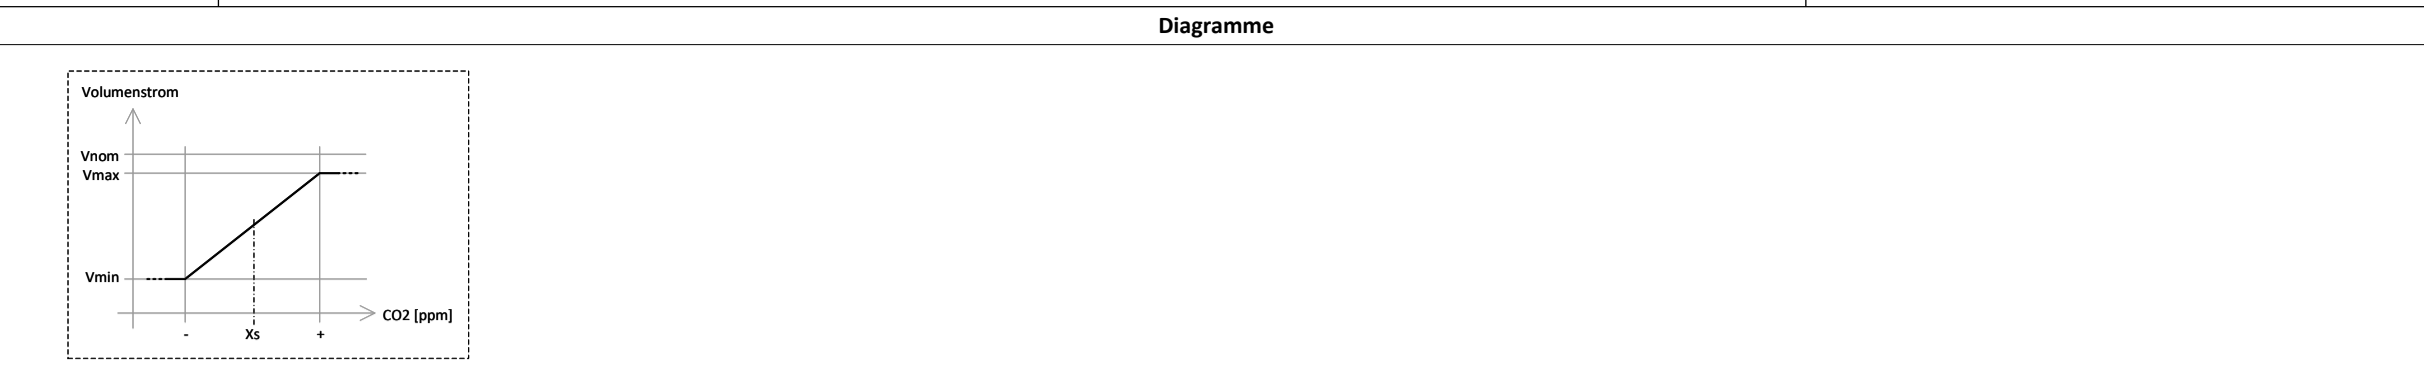 Diagramme
Volumenstrom
Vnom
Vmax
Vmin
CO2 [ppm]
- Xs +